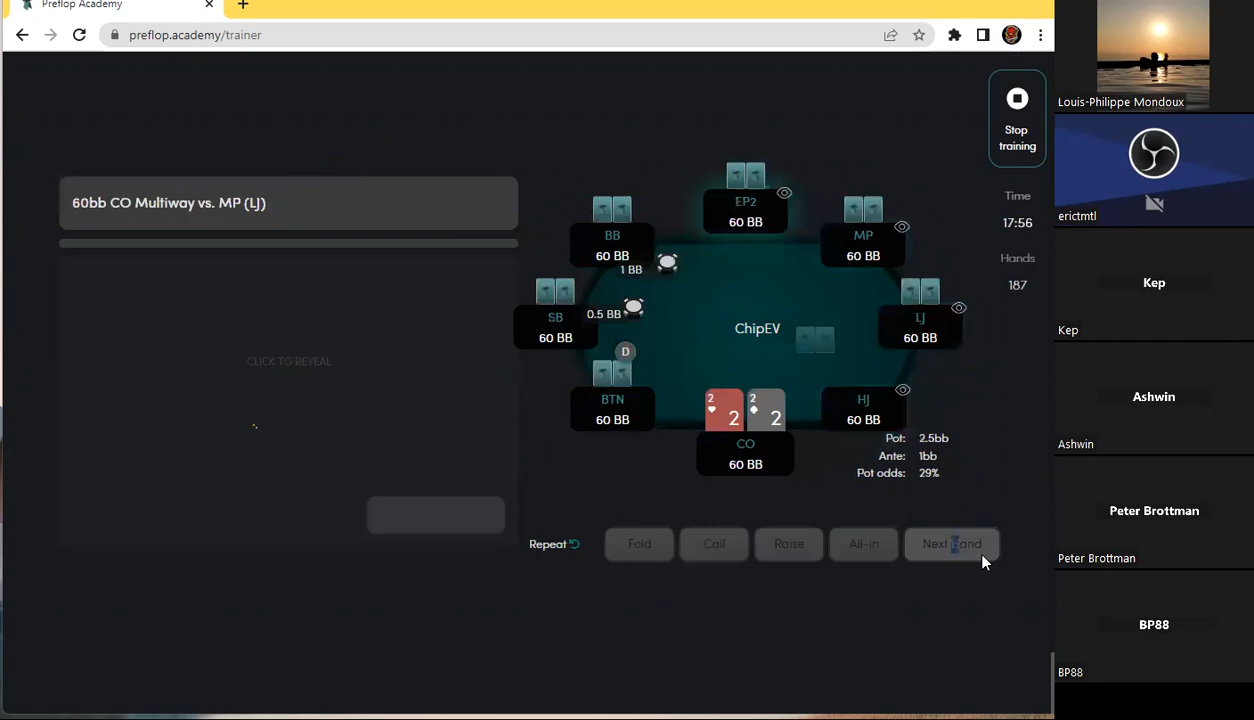 Preflop Academy
preflop.academy/trainer
Stop
training
Time
17:56
Hands
187
60bb CO Multiway vs. MP (LJ)
CLICK TO REVEAL
EP2
60 BB
BB
60 BB
1 BB
MP
60 BB
SB
60 BB
0.5 BB
LJ
60 BB
ChipEV
D
BTN
60 BB
2
2
2
2
HJ
60 BB
CO
60 BB
Pot: 2.5bb
Ante: 1bb
Pot odds: 29%
Repeat
Fold
Call
Raise
All-in
Next Hand
Louis-Philippe Mondoux
erictmtl
Kep
Kep
Ashwin
Ashwin
Peter Brottman
Peter Brottman
BP88
BP88